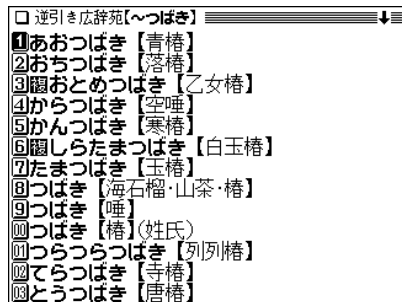 □ 逆引き広辞苑【～つばき】
1あおつばき【青椿】
2おちつばき【落椿】
3複おとめつばき【乙女椿】
4からつばき【空唾】
5かんつばき【寒椿】
6複しらたまつばき【白玉椿】
7たまつばき【玉椿】
8つばき【海石榴・山茶・椿】
9つばき【唾】
00つばき【椿】(姓氏)
01つらつらつばき【列列椿】
02てらつばき【寺椿】
03とうつばき【唐椿】